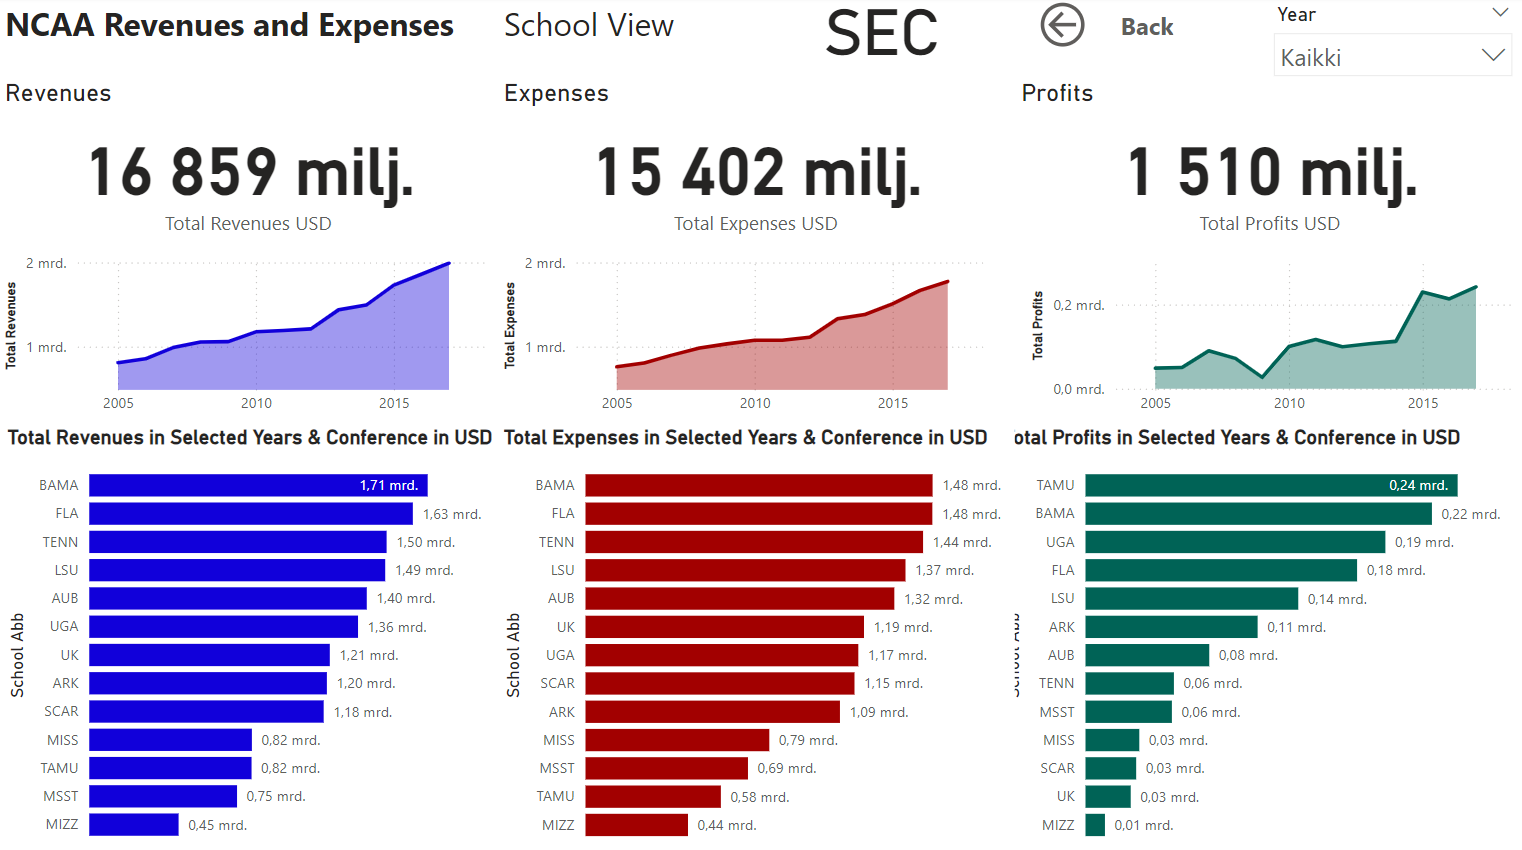 NCAA Revenues and Expenses
School View
SEC
Back
Year
Kaikki
Revenues
16 859 milj.
Total Revenues USD
Total Revenues
2 mrd.
1 mrd.
2005 2010 2015
Total Revenues in Selected Years & Conference in USD
School Abb
BAMA 1,71 mrd.
FLA 1,63 mrd.
TENN 1,50 mrd.
LSU 1,49 mrd.
AUB 1,40 mrd.
UGA 1,36 mrd.
UK 1,21 mrd.
ARK 1,20 mrd.
SCAR 1,18 mrd.
MISS 0,82 mrd.
TAMU 0,82 mrd.
MSST 0,75 mrd.
MIZZ 0,45 mrd.
Expenses
15 402 milj.
Total Expenses USD
Total Expenses
2 mrd.
1 mrd.
2005 2010 2015
Total Expenses in Selected Years & Conference in USD
School Abb
BAMA 1,48 mrd.
FLA 1,48 mrd.
TENN 1,44 mrd.
LSU 1,37 mrd.
AUB 1,32 mrd.
UK 1,19 mrd.
UGA 1,17 mrd.
SCAR 1,15 mrd.
ARK 1,09 mrd.
MISS 0,79 mrd.
MSST 0,69 mrd.
TAMU 0,58 mrd.
MIZZ 0,44 mrd.
Profits
1 510 milj.
Total Profits USD
Total Profits
0,2 mrd.
0,0 mrd.
2005 2010 2015
otal Profits in Selected Years & Conference in USD
School Abb
TAMU 0,24 mrd.
BAMA 0,22 mrd.
UGA 0,19 mrd.
FLA 0,18 mrd.
LSU 0,14 mrd.
ARK 0,11 mrd.
AUB 0,08 mrd.
TENN 0,06 mrd.
MSST 0,06 mrd.
MISS 0,03 mrd.
SCAR 0,03 mrd.
UK 0,03 mrd.
MIZZ 0,01 mrd.